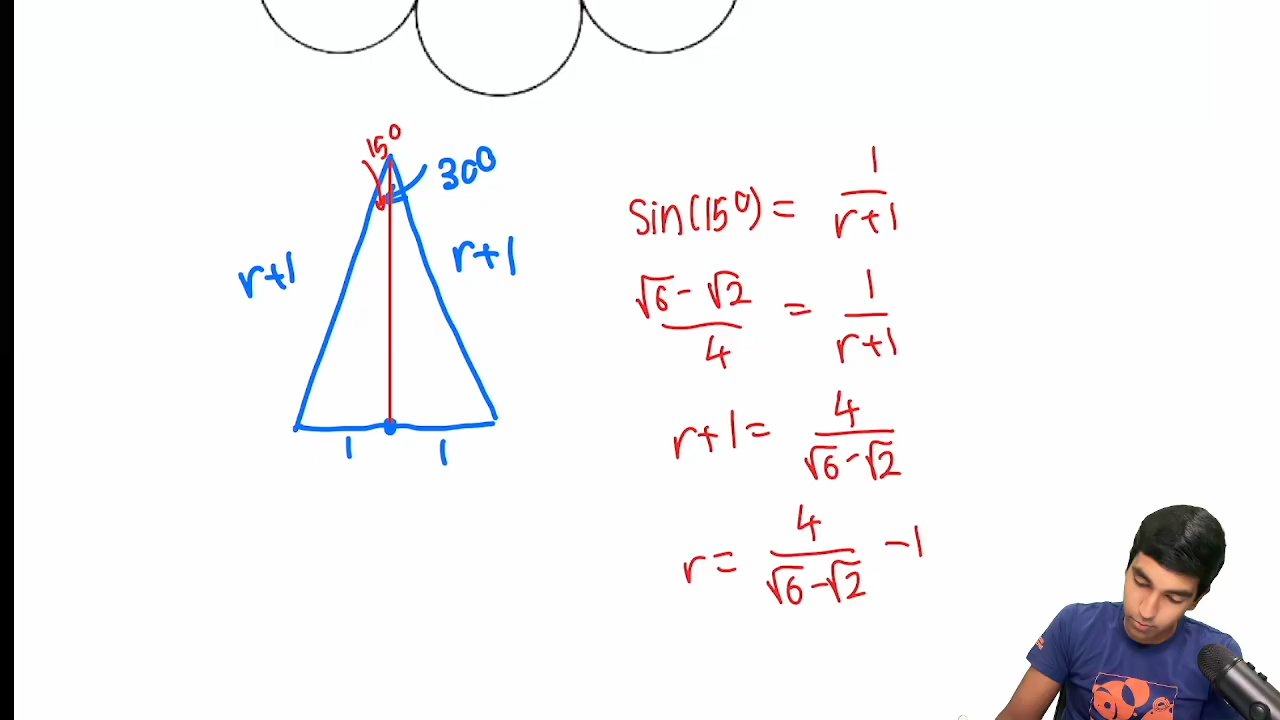 15°
30°
r+1
r+1
1
1
sin(15°) = 1/(r+1)
(√6 - √2)/4 = 1/(r+1)
r+1 = 4/(√6-√2)
r = 4/(√6-√2) -1